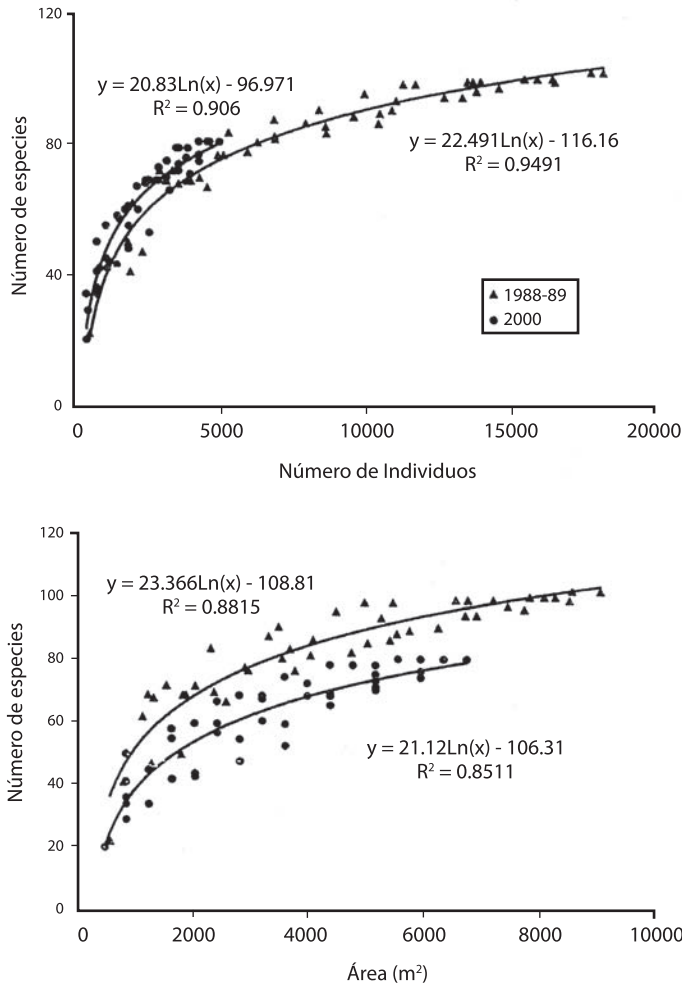 120
80
40
0
Número de especies
y = 20.83Ln(x) - 96.971
R² = 0.906
y = 22.491Ln(x) - 116.16
R² = 0.9491
1988-89
2000
0
5000
10000
15000
20000
Número de Individuos
120
100
80
60
40
20
0
Número de especies
y = 23.366Ln(x) - 108.81
R² = 0.8815
y = 21.12Ln(x) - 106.31
R² = 0.8511
0
2000
4000
6000
8000
10000
Área (m²)